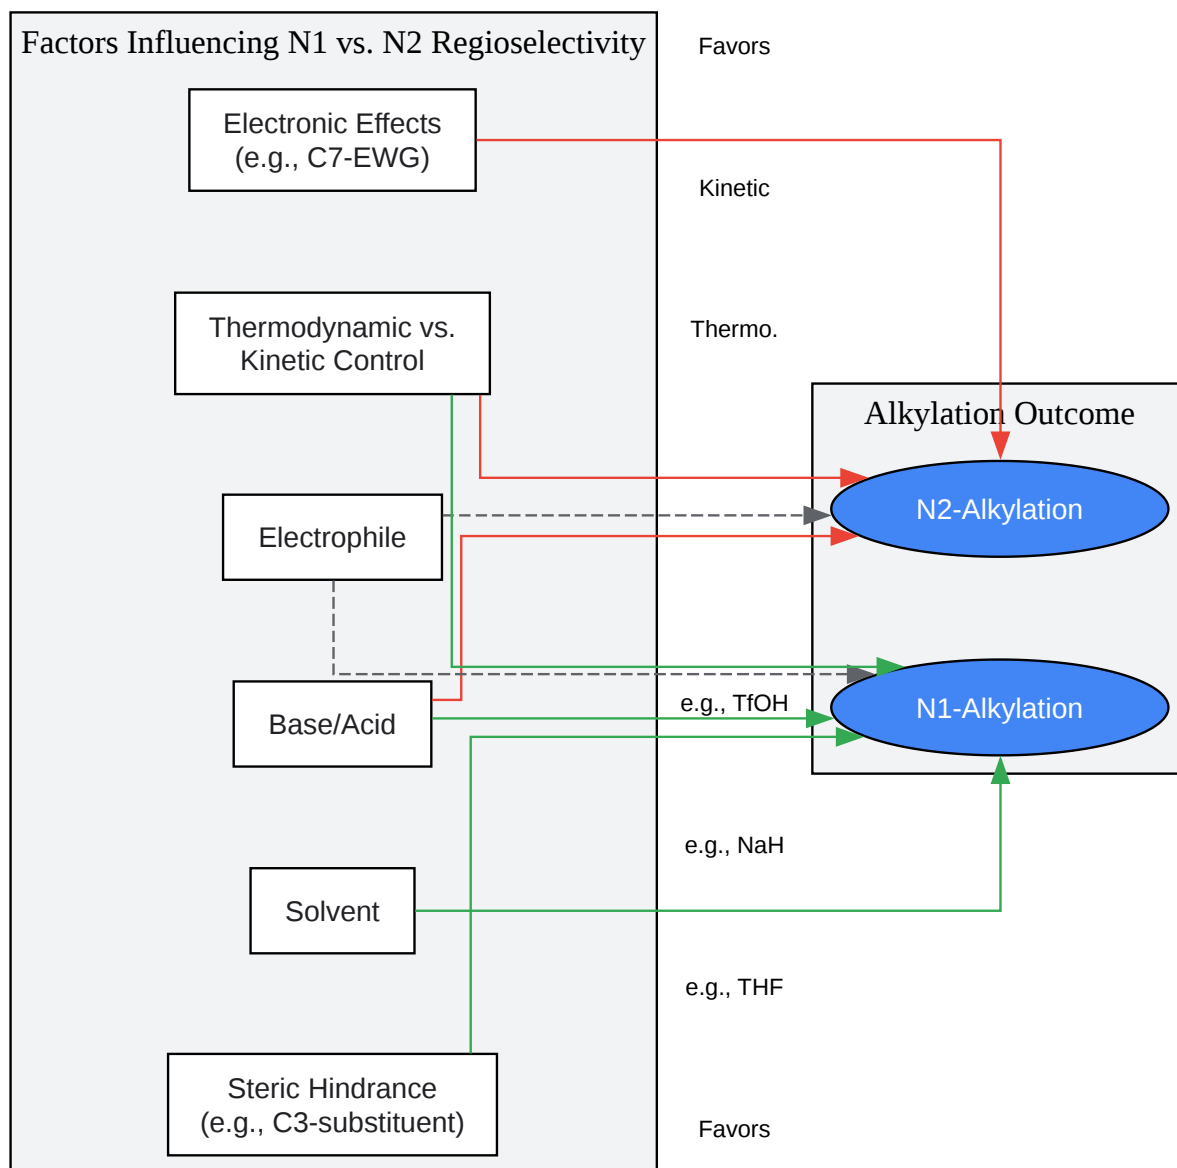 Factors Influencing N1 vs. N2 Regioselectivity
Favors
Electronic Effects
(e.g., C7-EWG)
Kinetic
Thermodynamic vs.
Kinetic Control
Thermo.
Alkylation Outcome
N2-Alkylation
Electrophile
e.g., TfOH
N1-Alkylation
Base/Acid
e.g., NaH
Solvent
e.g., THF
Steric Hindrance
(e.g., C3-substituent)
Favors